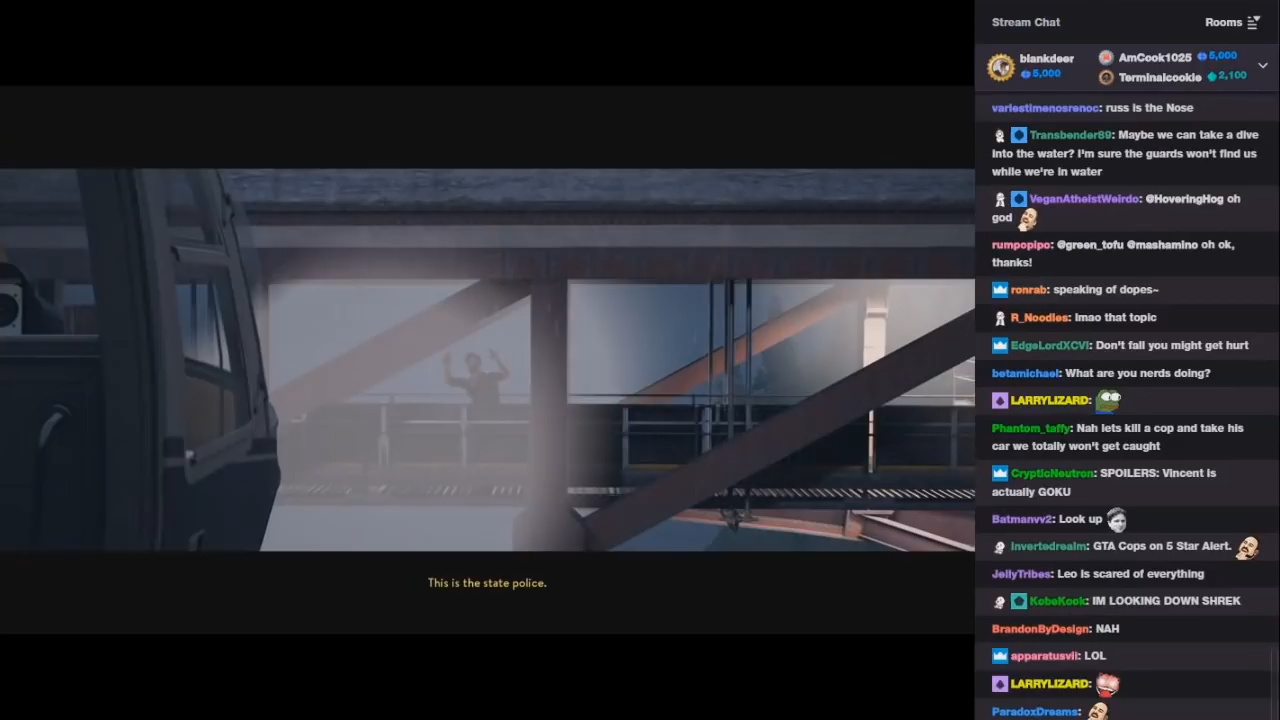 Stream Chat
Rooms
blankdeer
5,000
AmCook1025 5,000
Terminalcookie 2,100
variestimenosrenoc: russ is the Nose
Transbender89: Maybe we can take a dive
into the water? I'm sure the guards won't find us
while we're in water
VeganAtheistWeirdo: @HoveringHog oh
god
rumpopipo: @green_tofu @mashamino oh ok,
thanks!
ronrab: speaking of dopes~
R_Noodles: lmao that topic
EdgeLordXCVI: Don't fall you might get hurt
betamichael: What are you nerds doing?
LARRYLIZARD:
Phantom_taffy: Nah lets kill a cop and take his
car we totally won't get caught
CrypticNeutron: SPOILERS: Vincent is
actually GOKU
Batmanvv2: Look up
invertedrealm: GTA Cops on 5 Star Alert.
JellyTribes: Leo is scared of everything
KobeKook: IM LOOKING DOWN SHREK
BrandonByDesign: NAH
apparatusvii: LOL
LARRYLIZARD:
ParadoxDreams:
This is the state police.